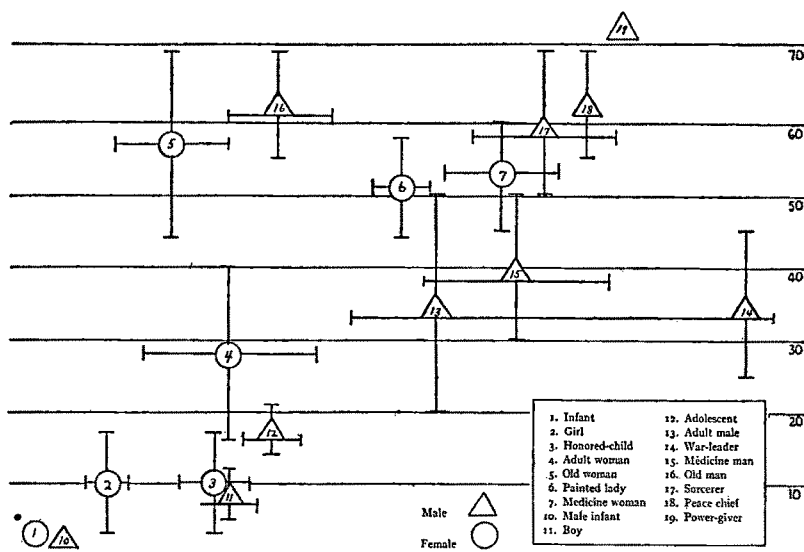 19
70
16
18
17
60
5
7
6
50
15
40
13
14
30
4
12
20
2
3
11
10
1
10
Male
Female
1. Infant
2. Girl
3. Honored-child
4. Adult woman
5. Old woman
6. Painted lady
7. Medicine woman
10. Male infant
11. Boy
12. Adolescent
13. Adult male
14. War-leader
15. Medicine man
16. Old man
17. Sorcerer
18. Peace chief
19. Power-giver